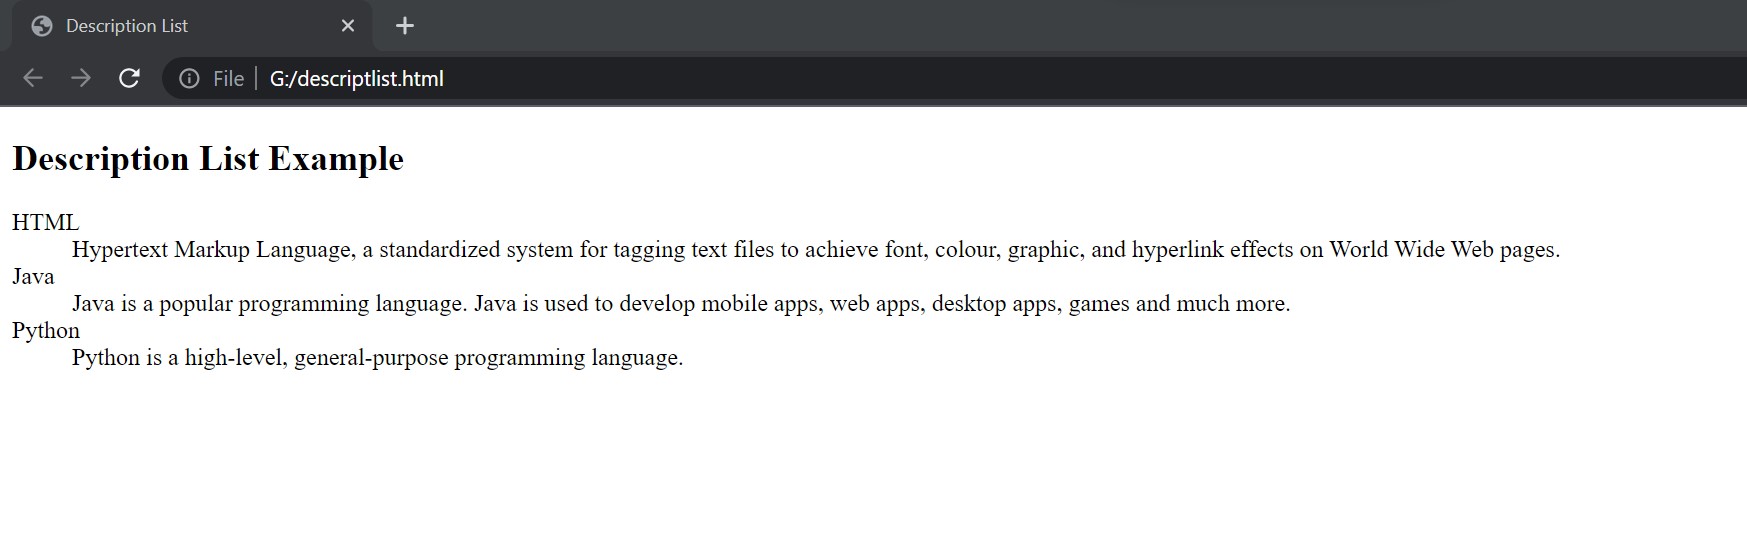 Description List
File G:/descriptlist.html
Description List Example
HTML
Hypertext Markup Language, a standardized system for tagging text files to achieve font, colour, graphic, and hyperlink effects on World Wide Web pages.
Java
Java is a popular programming language. Java is used to develop mobile apps, web apps, desktop apps, games and much more.
Python
Python is a high-level, general-purpose programming language.